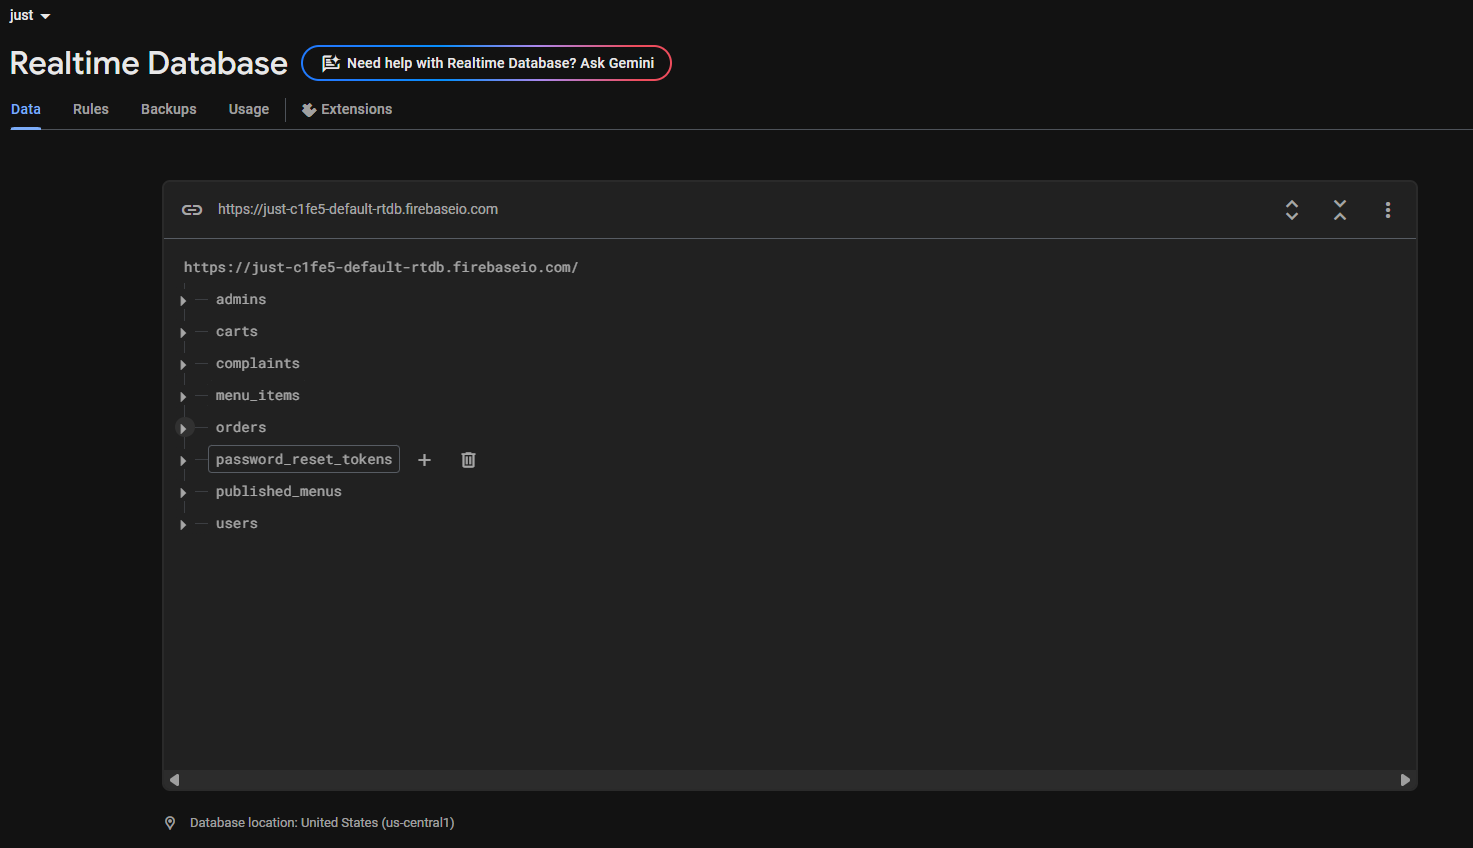 just
Realtime Database
Need help with Realtime Database? Ask Gemini
Data Rules Backups Usage Extensions
https://just-c1fe5-default-rtdb.firebaseio.com
https://just-c1fe5-default-rtdb.firebaseio.com/
admins
carts
complaints
menu_items
orders
password_reset_tokens
published_menus
users
Database location: United States (us-central1)